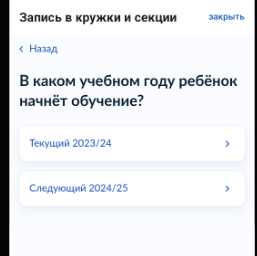 Запись в кружки и секции закрыть
Назад
В каком учебном году ребёнок
начнёт обучение?
Текущий 2023/24
Следующий 2024/25